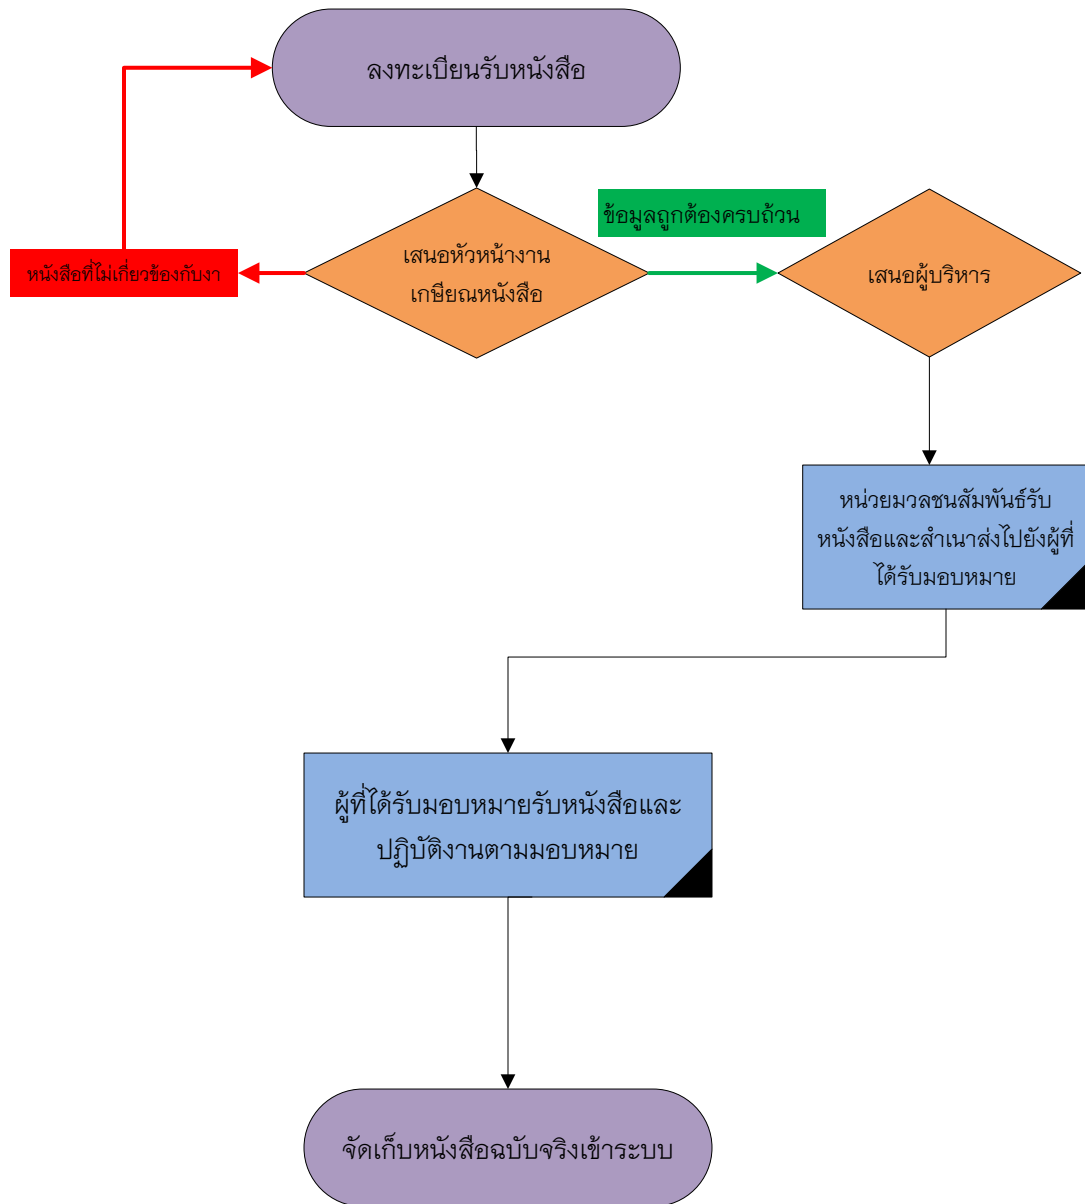 ลงทะเบียนรับหนังสือ
ข้อมูลถูกต้องครบถ้วน
เสนอหัวหน้างาน
เกษียณหนังสือ
หนังสือที่ไม่เกี่ยวข้องกับงา
เสนอผู้บริหาร
หน่วยมวลชนสัมพันธ์รับ
หนังสือและสำเนาส่งไปยังผู้ที่
ได้รับมอบหมาย
ผู้ที่ได้รับมอบหมายรับหนังสือและ
ปฏิบัติงานตามมอบหมาย
จัดเก็บหนังสือฉบับจริงเข้าระบบ